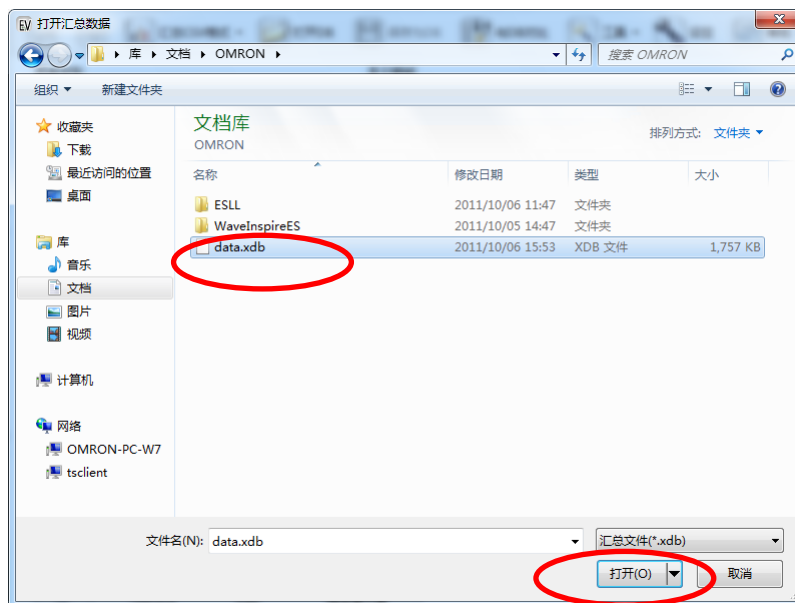 EV 打开汇总数据
库 文档 OMRON
搜索 OMRON
组织 新建文件夹
收藏夹
下载
最近访问的位置
桌面
库
音乐
文档
图片
视频
计算机
网络
OMRON-PC-W7
tsclient
文档库
OMRON
排列方式: 文件夹
名称 修改日期 类型 大小
ESLL 2011/10/06 11:47 文件夹
WaveInspireES 2011/10/05 14:47 文件夹
data.xdb 2011/10/06 15:53 XDB 文件 1,757 KB
文件名(N): data.xdb 汇总文件(*.xdb)
打开(O) 取消